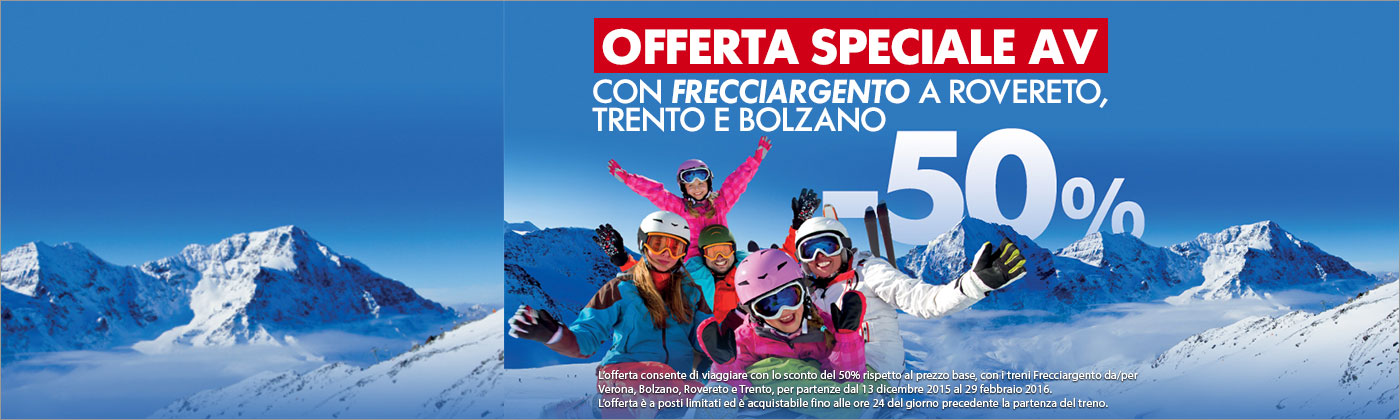 OFFERTA SPECIALE AV
CON FRECCIARGENTO A ROVERETO,
TRENTO E BOLZANO
-50%
L'offerta consente di viaggiare con lo sconto del 50% rispetto al prezzo base, con i treni Frecciargento da/per
Verona, Bolzano, Rovereto e Trento, per partenze dal 13 dicembre 2015 al 29 febbraio 2016.
L'offerta è a posti limitati ed è acquistabile fino alle ore 24 del giorno precedente la partenza del treno.